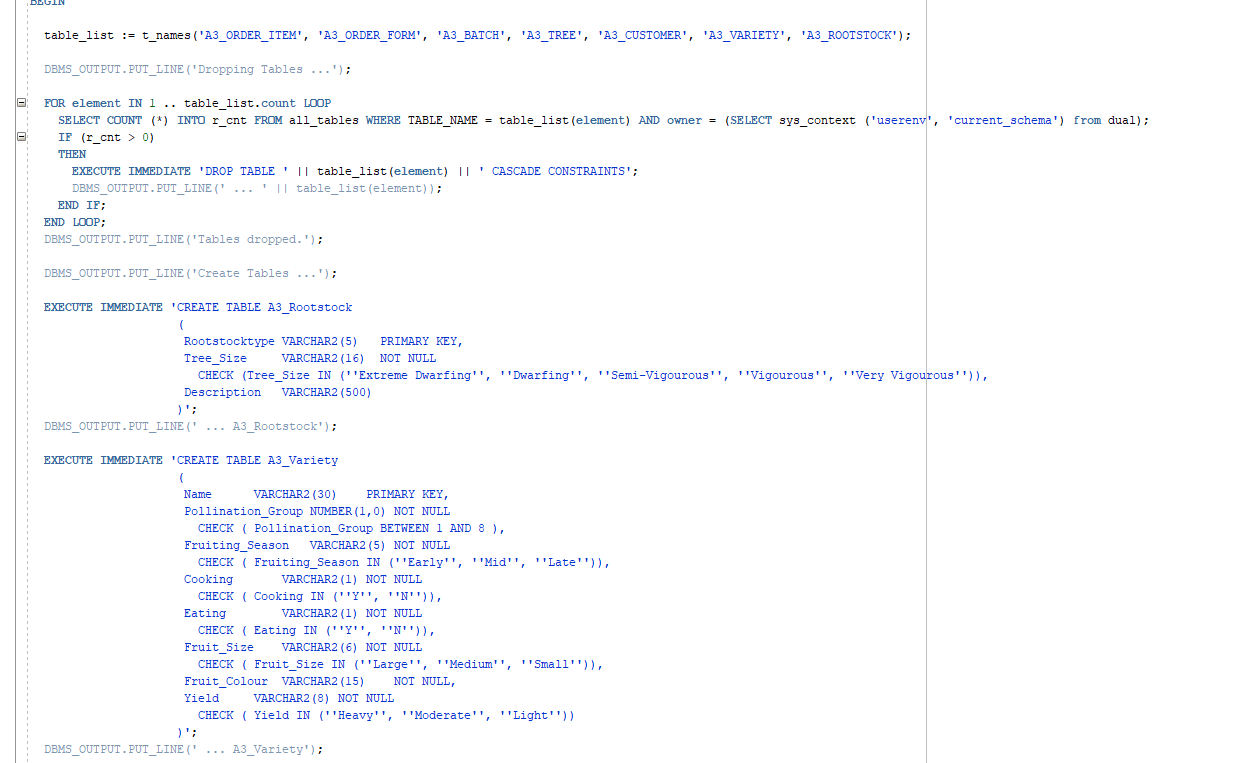 BEGIN
table_list := t_names('A3_ORDER_ITEM', 'A3_ORDER_FORM', 'A3_BATCH', 'A3_TREE', 'A3_CUSTOMER', 'A3_VARIETY', 'A3_ROOTSTOCK');
DBMS_OUTPUT.PUT_LINE('Dropping Tables ...');
FOR element IN 1 .. table_list.count LOOP
SELECT COUNT (*) INTO r_cnt FROM all_tables WHERE TABLE_NAME = table_list(element) AND owner = (SELECT sys_context ('userenv', 'current_schema') from dual);
IF (r_cnt > 0)
THEN
EXECUTE IMMEDIATE 'DROP TABLE ' || table_list(element) || ' CASCADE CONSTRAINTS';
DBMS_OUTPUT.PUT_LINE(' ... ' || table_list(element));
END IF;
END LOOP;
DBMS_OUTPUT.PUT_LINE('Tables dropped.');
DBMS_OUTPUT.PUT_LINE('Create Tables ...');
EXECUTE IMMEDIATE 'CREATE TABLE A3_Rootstock
(
Rootstocktype VARCHAR2(5) PRIMARY KEY,
Tree_Size VARCHAR2(16) NOT NULL
CHECK (Tree_Size IN (''Extreme Dwarfing'', ''Dwarfing'', ''Semi-Vigourous'', ''Vigourous'', ''Very Vigourous'')),
Description VARCHAR2(500)
)';
DBMS_OUTPUT.PUT_LINE(' ... A3_Rootstock');
EXECUTE IMMEDIATE 'CREATE TABLE A3_Variety
(
Name VARCHAR2(30) PRIMARY KEY,
Pollination_Group NUMBER(1,0) NOT NULL
CHECK ( Pollination_Group BETWEEN 1 AND 8 ),
Fruiting_Season VARCHAR2(5) NOT NULL
CHECK ( Fruiting_Season IN (''Early'', ''Mid'', ''Late'')),
Cooking VARCHAR2(1) NOT NULL
CHECK ( Cooking IN (''Y'', ''N'')),
Eating VARCHAR2(1) NOT NULL
CHECK ( Eating IN (''Y'', ''N'')),
Fruit_Size VARCHAR2(6) NOT NULL
CHECK ( Fruit_Size IN (''Large'', ''Medium'', ''Small'')),
Fruit_Colour VARCHAR2(15) NOT NULL,
Yield VARCHAR2(8) NOT NULL
CHECK ( Yield IN (''Heavy'', ''Moderate'', ''Light''))
)';
DBMS_OUTPUT.PUT_LINE(' ... A3_Variety');